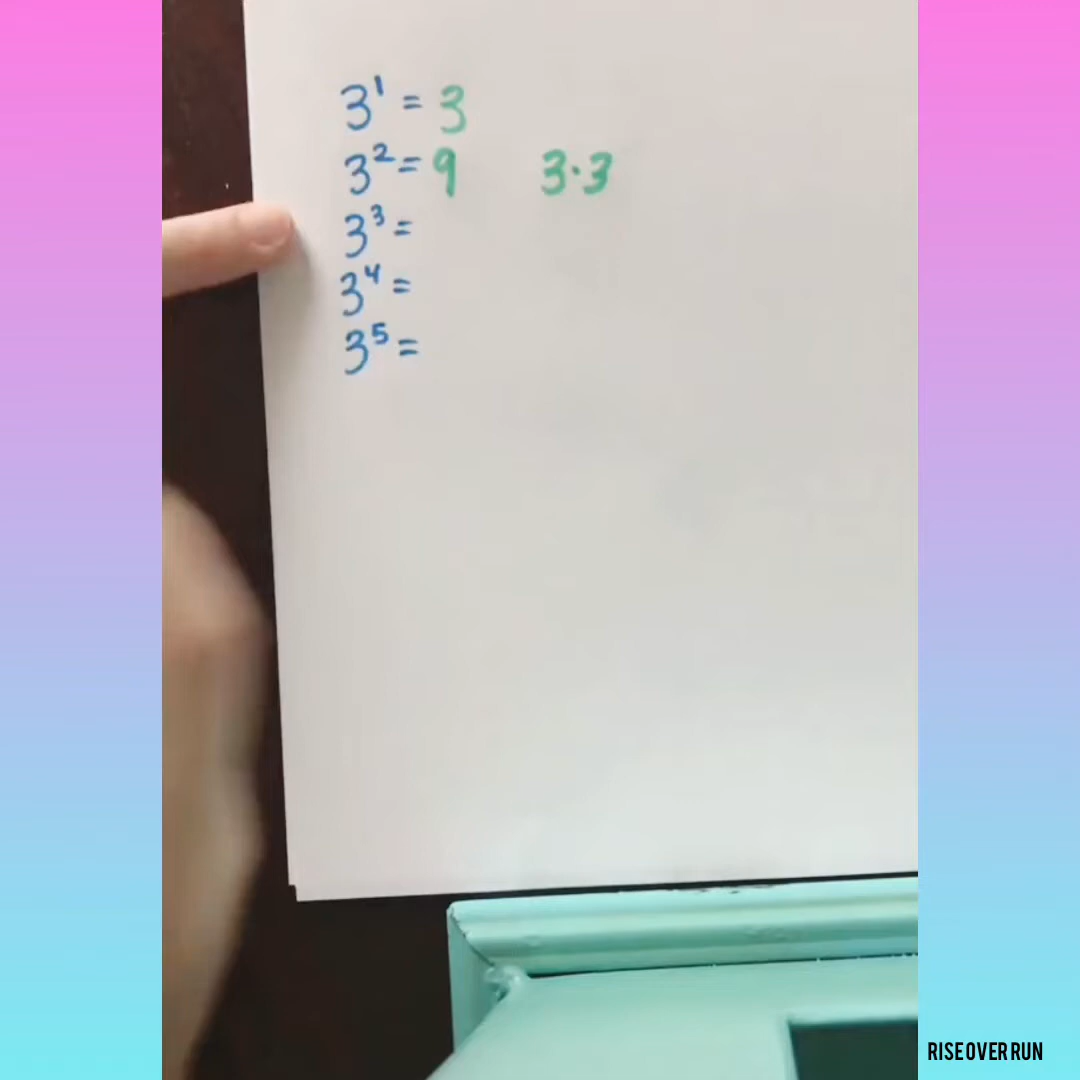 3¹ = 3
3² = 9 3·3
3³ =
3⁴ =
3⁵ =
RISE OVER RUN